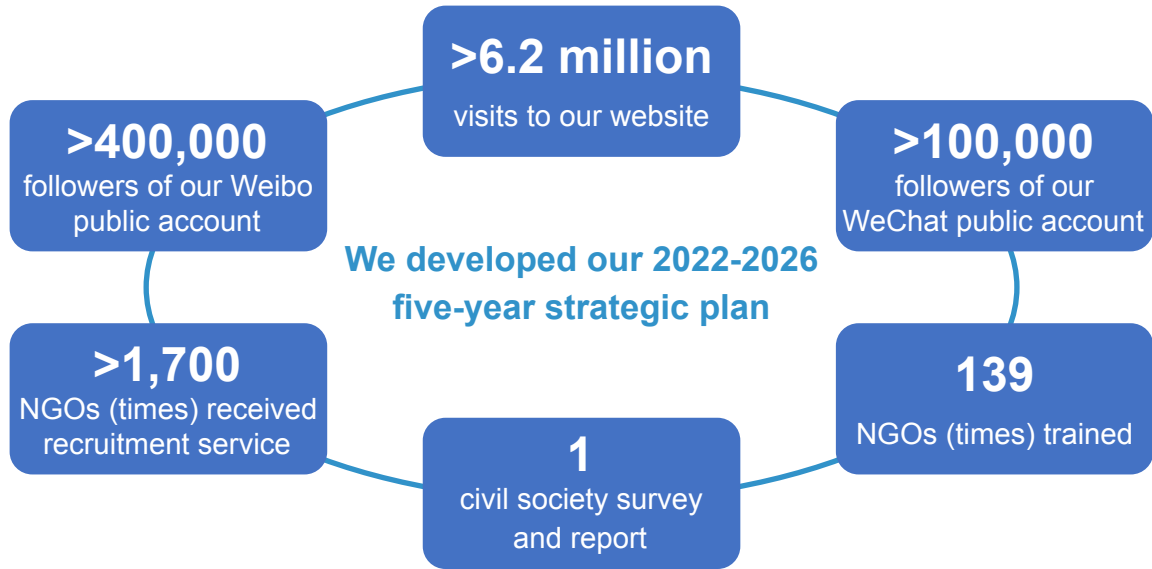 >6.2 million
visits to our website
>400,000
followers of our Weibo
public account
>100,000
followers of our
WeChat public account
We developed our 2022-2026
five-year strategic plan
>1,700
NGOs (times) received
recruitment service
139
NGOs (times) trained
1
civil society survey
and report